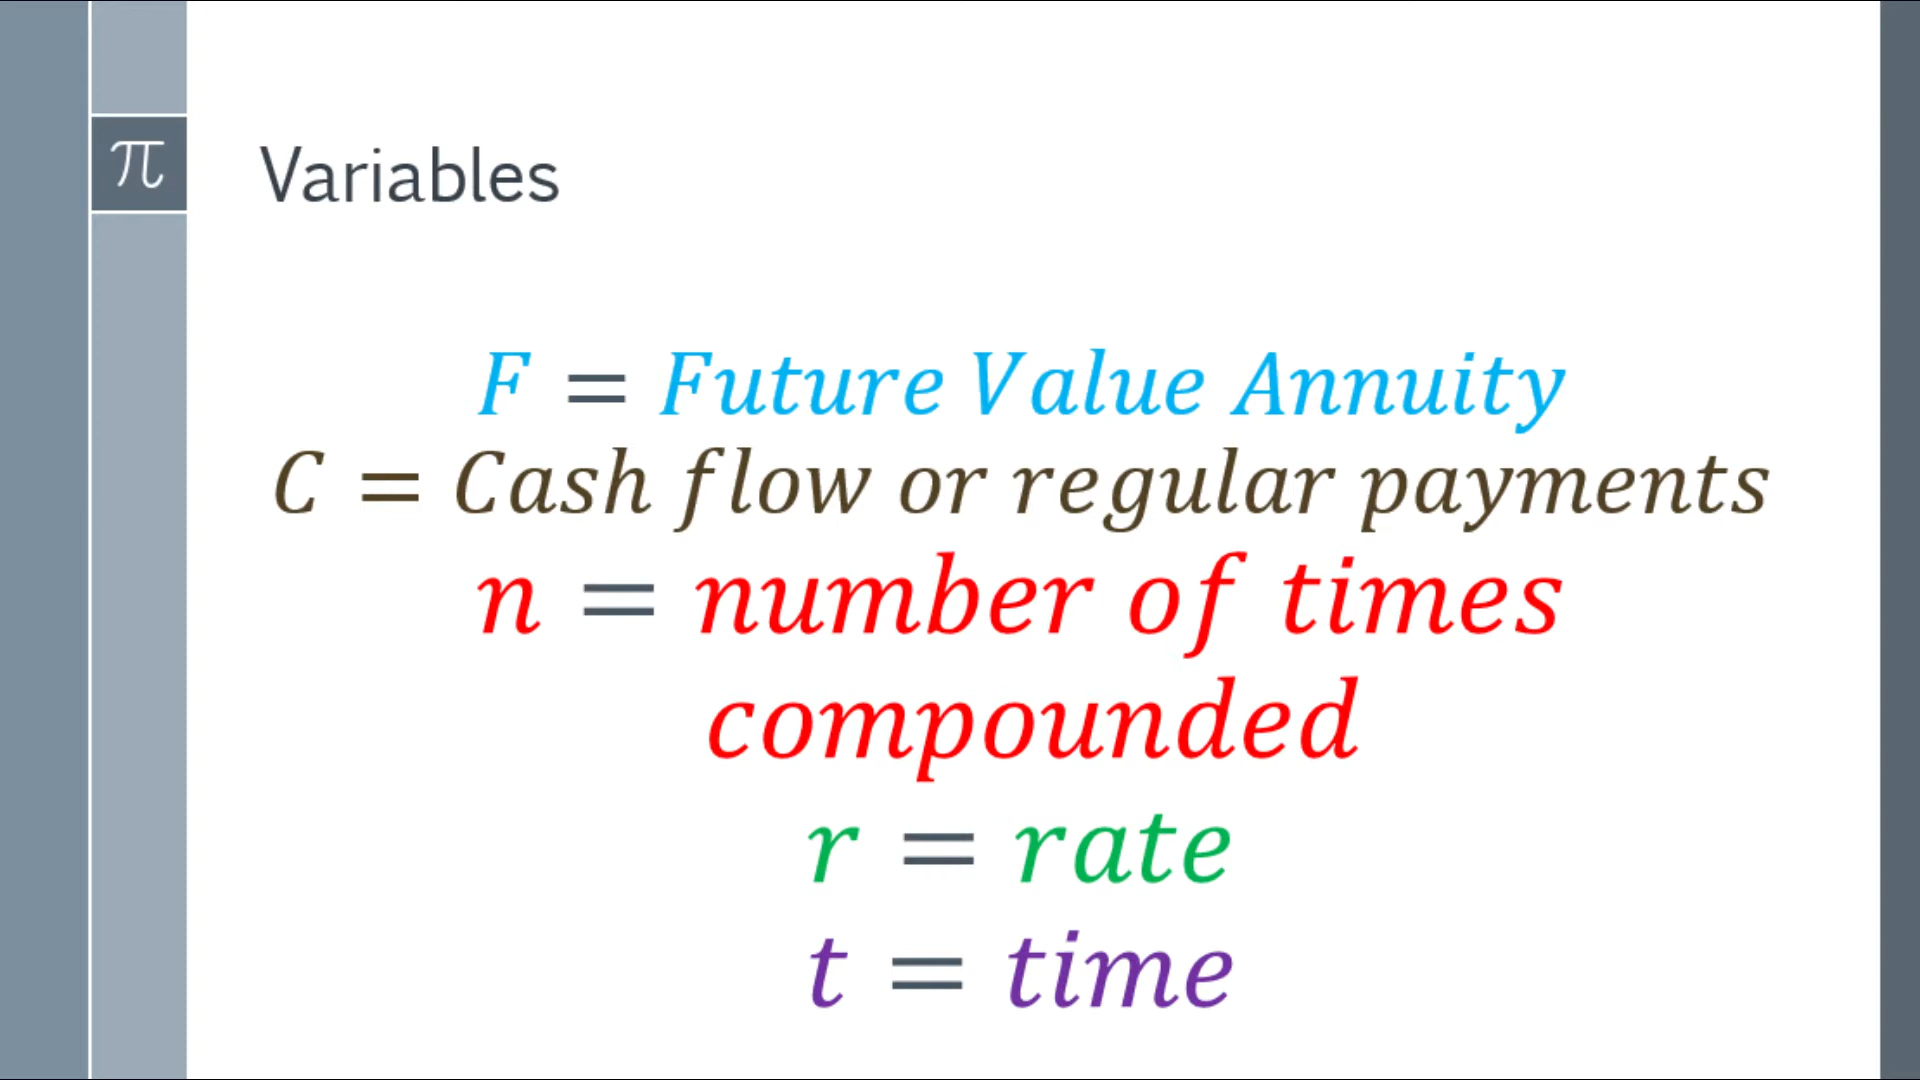 π
Variables
F = Future Value Annuity
C = Cash flow or regular payments
n = number of times
compounded
r = rate
t = time